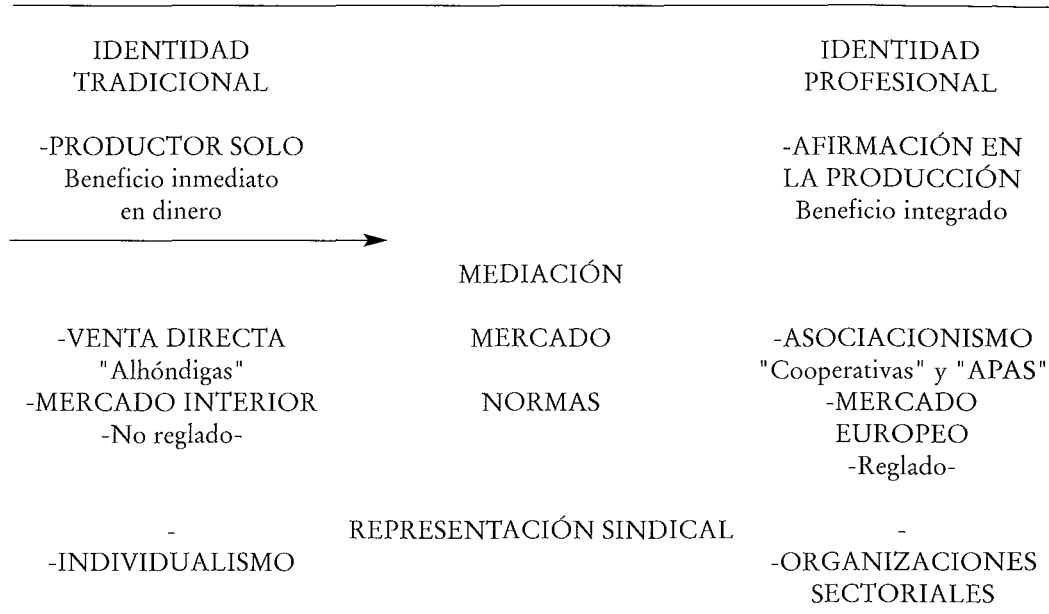 IDENTIDAD
TRADICIONAL
IDENTIDAD
PROFESIONAL
-PRODUCTOR SOLO
Beneficio inmediato
en dinero
-AFIRMACIÓN EN
LA PRODUCCIÓN
Beneficio integrado
MEDIACIÓN
-VENTA DIRECTA
"Alhóndigas"
-MERCADO INTERIOR
-No reglado-
MERCADO
NORMAS
-ASOCIACIONISMO
"Cooperativas" y "APAS"
-MERCADO
EUROPEO
-Reglado-
REPRESENTACIÓN SINDICAL
-
-INDIVIDUALISMO
-
-ORGANIZACIONES
SECTORIALES